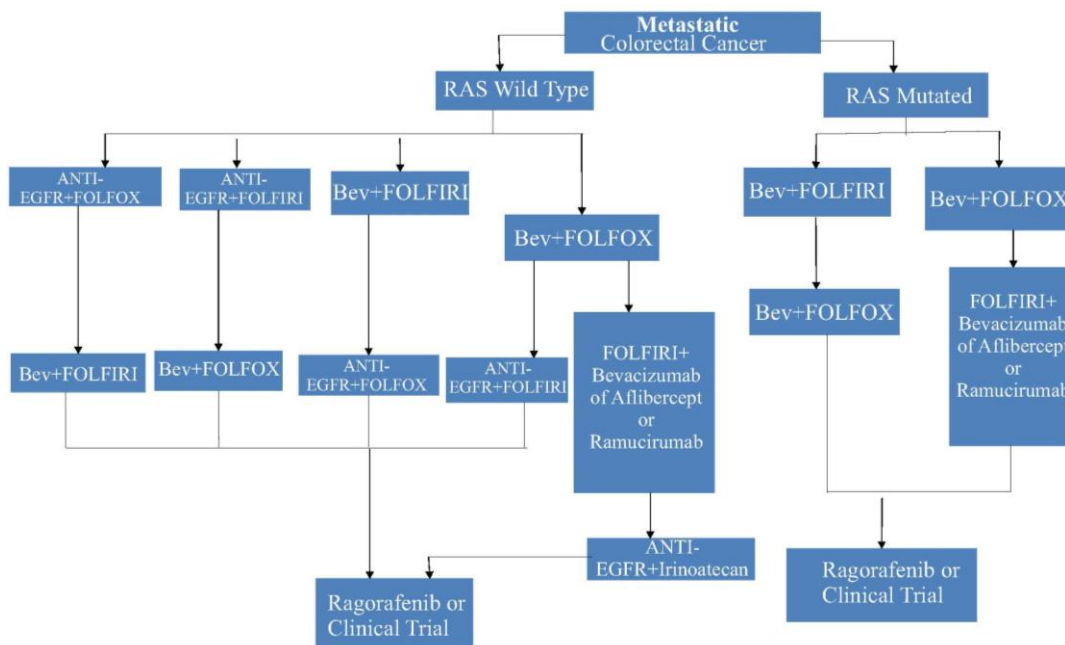 Metastatic
Colorectal Cancer
RAS Wild Type
RAS Mutated
ANTI-
EGFR+FOLFOX
ANTI-
EGFR+FOLFIRI
Bev+FOLFIRI
Bev+FOLFOX
Bev+FOLFIRI
Bev+FOLFOX
Bev+FOLFIRI
Bev+FOLFOX
ANTI-
EGFR+FOLFOX
ANTI-
EGFR+FOLFIRI
FOLFIRI+
Bevacizumab
of Aflibercept
or
Ramucirumab
Bev+FOLFOX
FOLFIRI+
Bevacizumab
of Aflibercept
or
Ramucirumab
ANTI-
EGFR+Irinoatecan
Ragorafenib or
Clinical Trial
Ragorafenib or
Clinical Trial